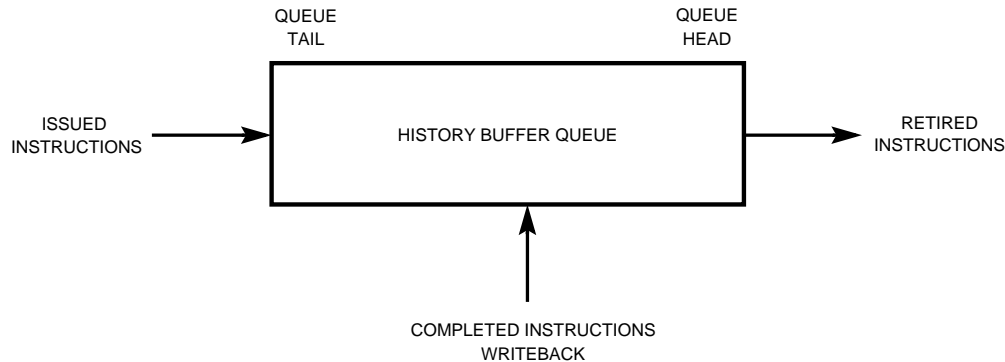 QUEUE
TAIL
QUEUE
HEAD
ISSUED
INSTRUCTIONS
HISTORY BUFFER QUEUE
RETIRED
INSTRUCTIONS
COMPLETED INSTRUCTIONS
WRITEBACK